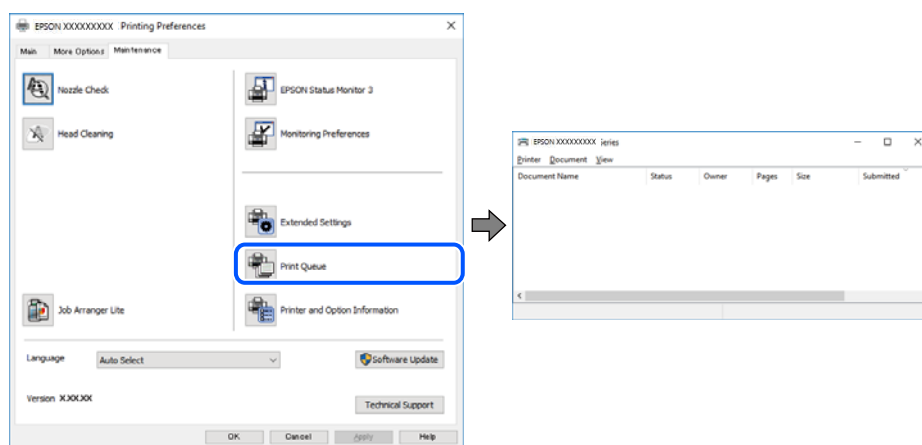 EPSON XXXXXXXXX Printing Preferences
Main More Options Maintenance
Nozzle Check
EPSON Status Monitor 3
Head Cleaning
Monitoring Preferences
Extended Settings
Print Queue
Job Arranger Lite
Printer and Option Information
Language Auto Select Software Update
Version X.XX.XX
Technical Support
OK Cancel Apply Help
EPSON XXXXXXXXX jeries
Printer Document View
Document Name Status Owner Pages Size Submitted